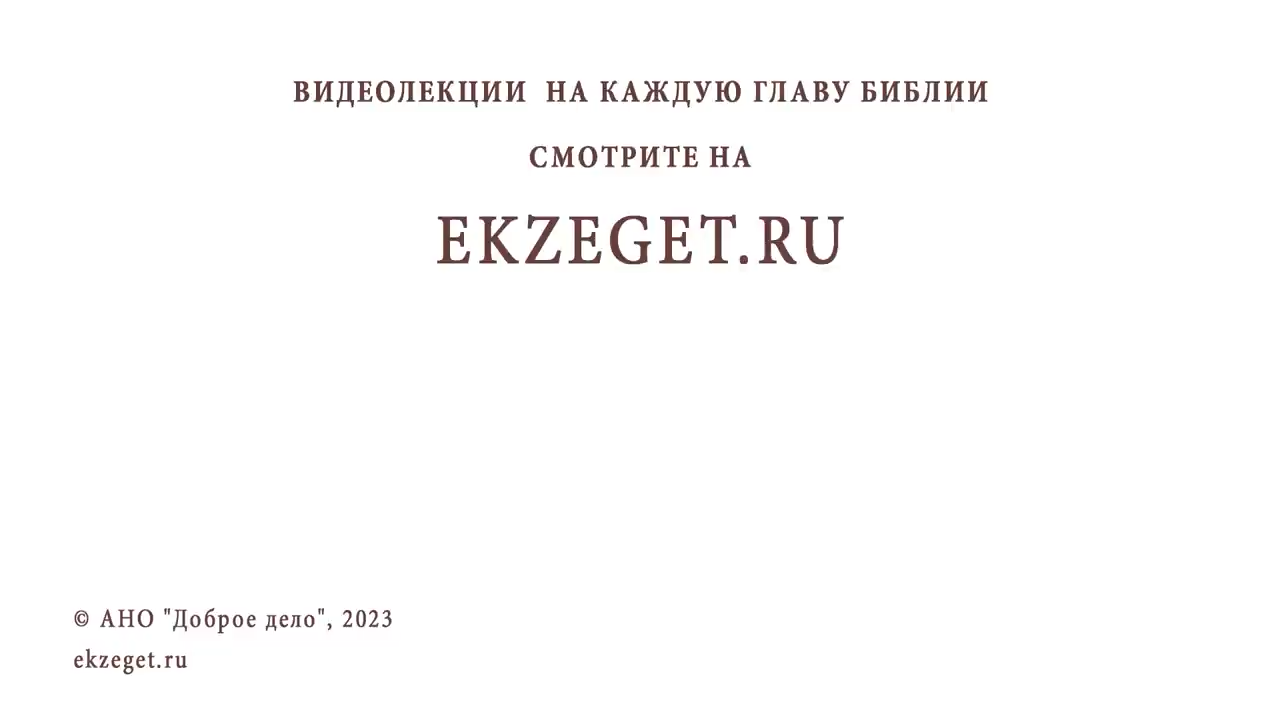 ВИДЕОЛЕКЦИИ НА КАЖДУЮ ГЛАВУ БИБЛИИ
СМОТРИТЕ НА
EKZEGET.RU
© АНО "Доброе дело", 2023
ekzeget.ru